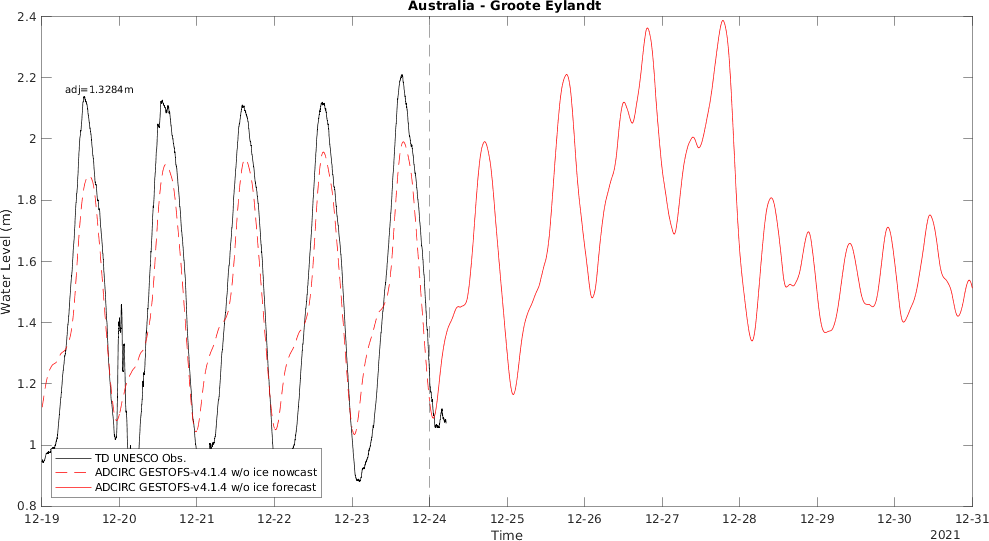 Australia - Groote Eylandt
2.4
2.2
2
1.8
1.6
1.4
1.2
1
0.8
Water Level (m)
adj=1.3284m
TD UNESCO Obs.
ADCIRC GESTOFS-v4.1.4 w/o ice nowcast
ADCIRC GESTOFS-v4.1.4 w/o ice forecast
12-19 12-20 12-21 12-22 12-23 12-24 12-25 12-26 12-27 12-28 12-29 12-30 12-31
Time
2021